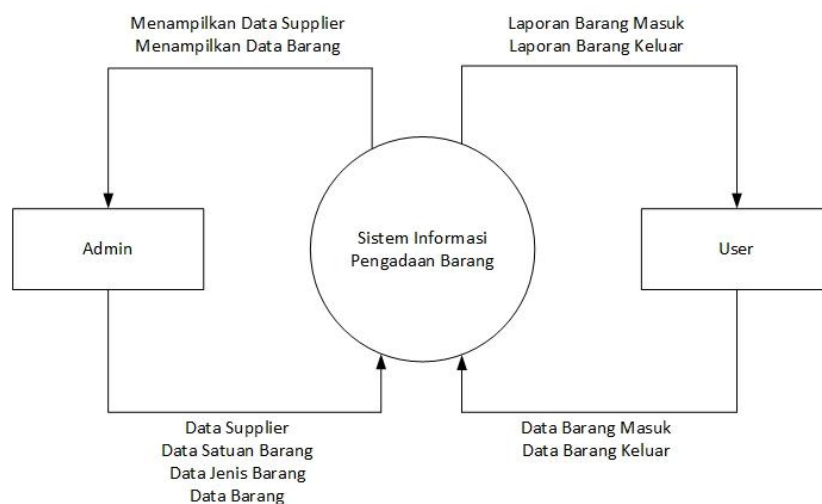 Menampilkan Data Supplier
Menampilkan Data Barang
Laporan Barang Masuk
Laporan Barang Keluar
Admin
Sistem Informasi
Pengadaan Barang
User
Data Supplier
Data Satuan Barang
Data Jenis Barang
Data Barang
Data Barang Masuk
Data Barang Keluar